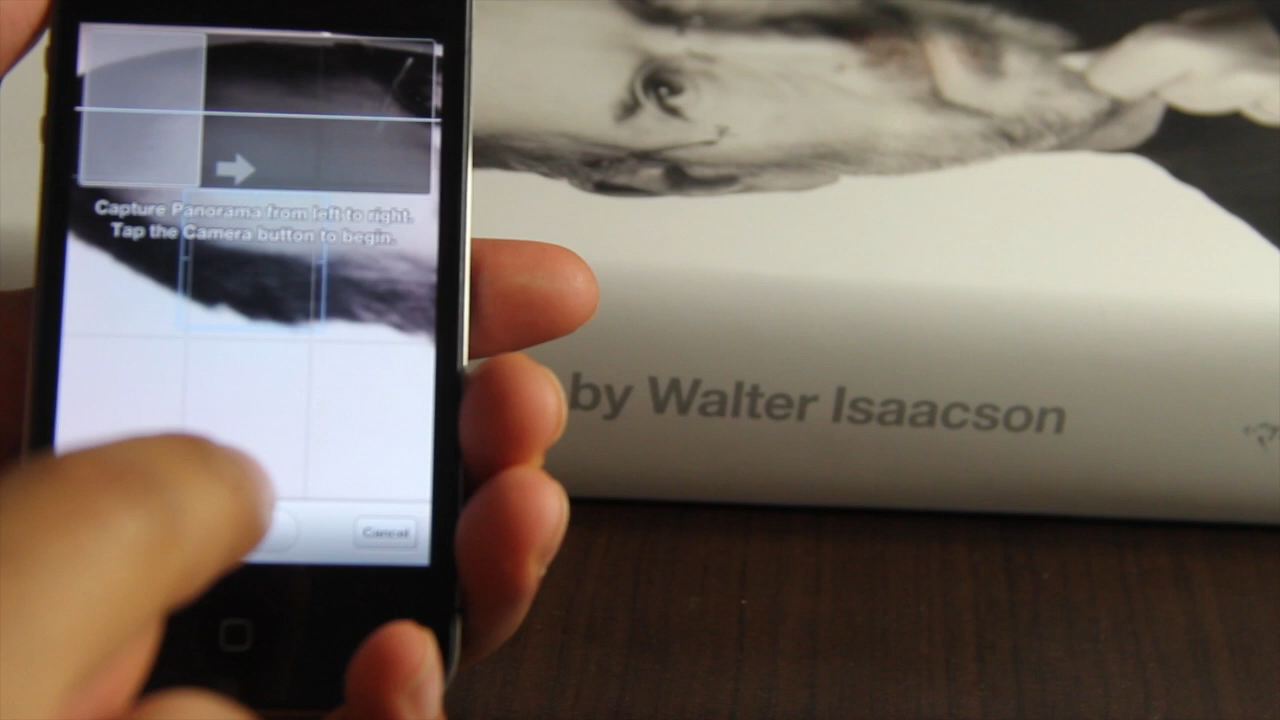 Capture Panorama from left to right.
Tap the Camera button to begin.
Cancel
by Walter Isaacson